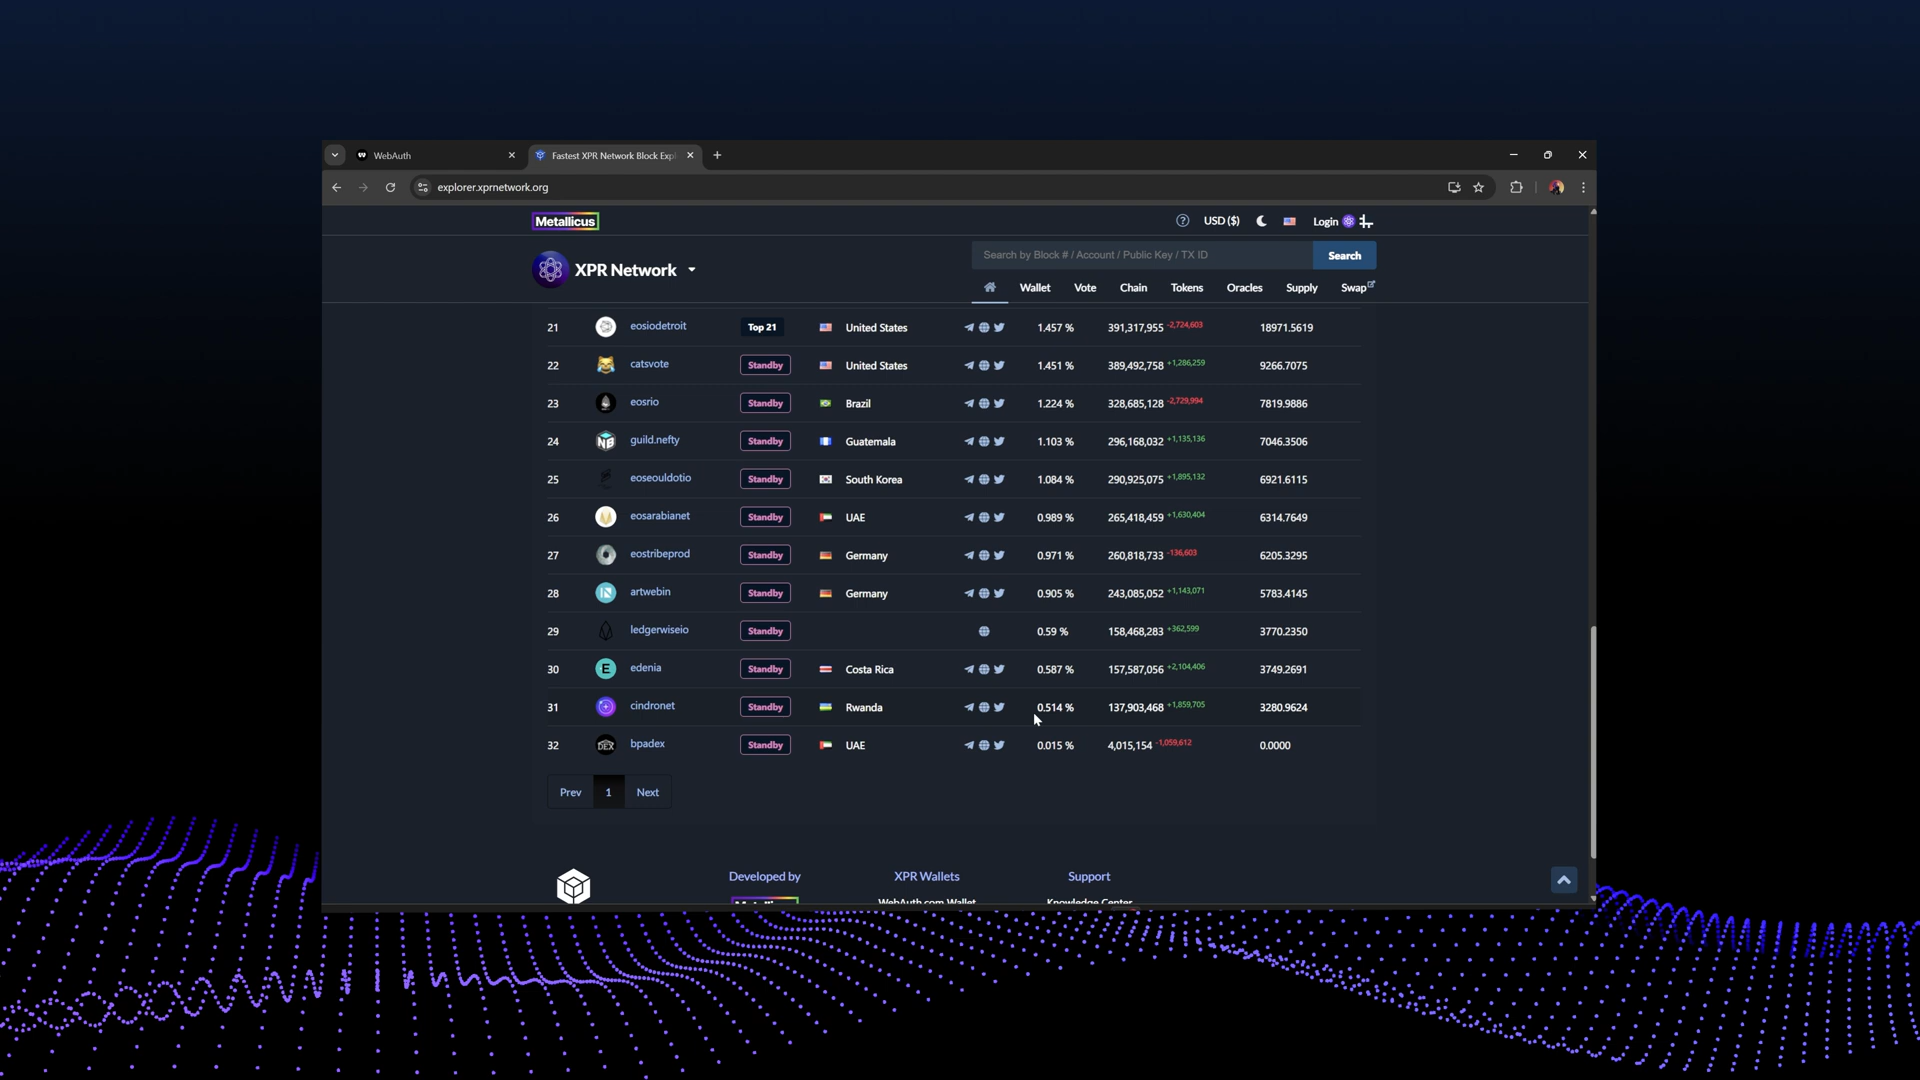 WebAuth
Fastest XPR Network Block Expl
explorer.xprnetwork.org
Metallicus
USD ($)
Login
XPR Network
Search by Block # / Account / Public Key / TX ID
Search
Wallet Vote Chain Tokens Oracles Supply Swap
21 eosiodetroit Top 21 United States 1.457 % 391,317,955 -2,724,603 18971.5619
22 catsvote Standby United States 1.451 % 389,492,758 +1,286,259 9266.7075
23 eosrio Standby Brazil 1.224 % 328,685,128 -2,729,994 7819.9886
24 NB guild.nefty Standby Guatemala 1.103 % 296,168,032 +1,135,136 7046.3506
25 eoseouldotio Standby South Korea 1.084 % 290,925,075 +1,895,132 6921.6115
26 eosarabianet Standby UAE 0.989 % 265,418,459 +1,630,404 6314.7649
27 eostribeprod Standby Germany 0.971 % 260,818,733 -136,603 6205.3295
28 artwebin Standby Germany 0.905 % 243,085,052 +1,143,071 5783.4145
29 ledgerwiseio Standby 0.59 % 158,468,283 +362,599 3770.2350
30 E edenia Standby Costa Rica 0.587 % 157,587,056 +2,104,406 3749.2691
31 cindronet Standby Rwanda 0.514 % 137,903,468 +1,859,705 3280.9624
32 DEX bpadex Standby UAE 0.015 % 4,015,154 -1,059,612 0.0000
Prev 1 Next
Developed by XPR Wallets Support
WebAuth.com Wallet Knowledge Center